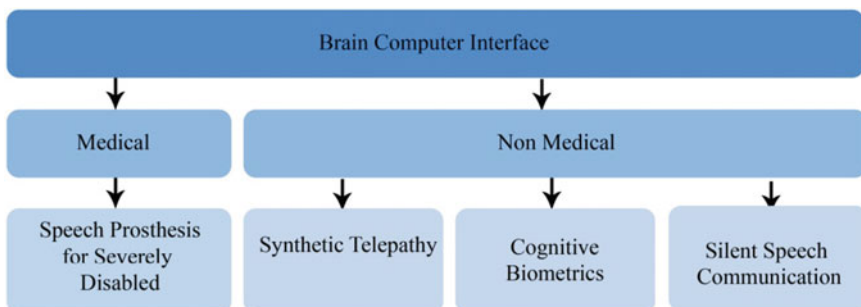 Brain Computer Interface
Medical
Non Medical
Speech Prosthesis
for Severely
Disabled
Synthetic Telepathy
Cognitive
Biometrics
Silent Speech
Communication